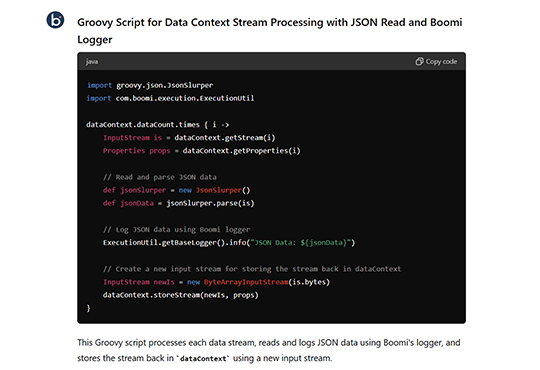 b
Groovy Script for Data Context Stream Processing with JSON Read and Boomi
Logger
java
Copy code
import groovy.json.JsonSlurper
import com.boomi.execution.ExecutionUtil
dataContext.dataCount.times { i ->
    InputStream is = dataContext.getStream(i)
    Properties props = dataContext.getProperties(i)
    // Read and parse JSON data
    def jsonSlurper = new JsonSlurper()
    def jsonData = jsonSlurper.parse(is)
    // Log JSON data using Boomi logger
    ExecutionUtil.getBaseLogger().info("JSON Data: ${jsonData}")
    // Create a new input stream for storing the stream back in dataContext
    InputStream newIs = new ByteArrayInputStream(is.bytes)
    dataContext.storeStream(newIs, props)
}
This Groovy script processes each data stream, reads and logs JSON data using Boomi's logger, and
stores the stream back in `dataContext` using a new input stream.